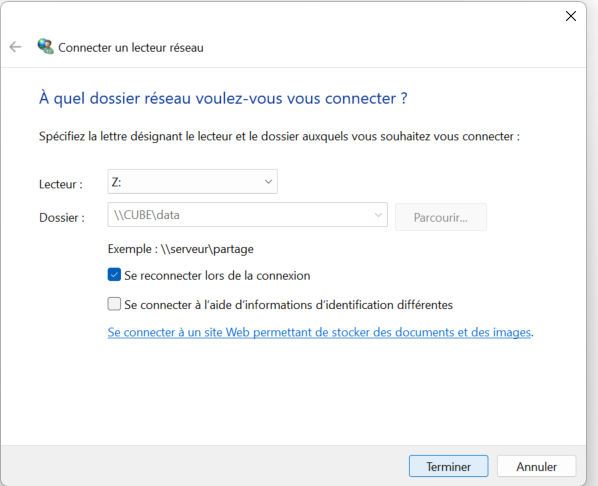 Connecter un lecteur réseau
À quel dossier réseau voulez-vous vous connecter ?
Spécifiez la lettre désignant le lecteur et le dossier auxquels vous souhaitez vous connecter :
Lecteur : Z:
Dossier : \\CUBE\data Parcourir...
Exemple : \\serveur\partage
Se reconnecter lors de la connexion
Se connecter à l'aide d'informations d'identification différentes
Se connecter à un site Web permettant de stocker des documents et des images.
Terminer Annuler